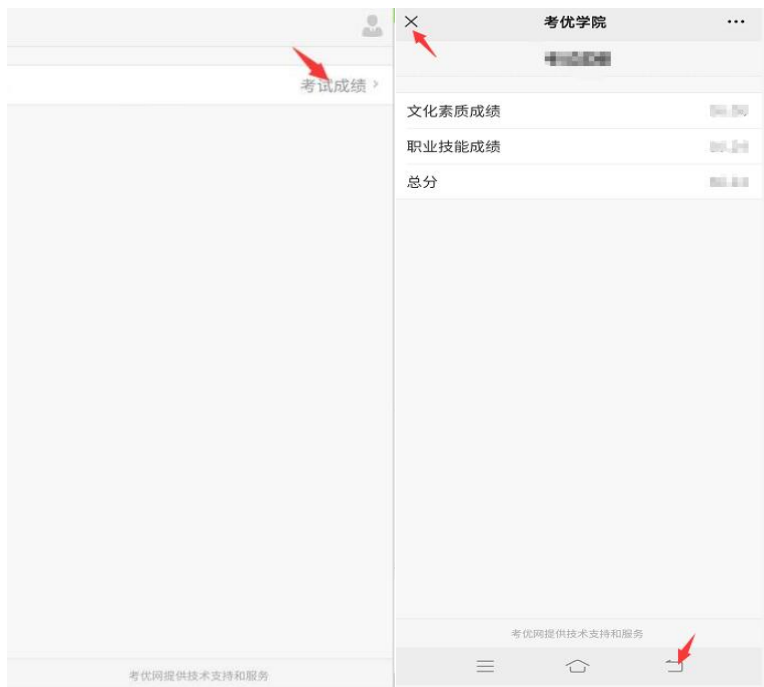 考试成绩
考优网提供技术支持和服务
考优学院
文化素质成绩
职业技能成绩
总分
考优网提供技术支持和服务